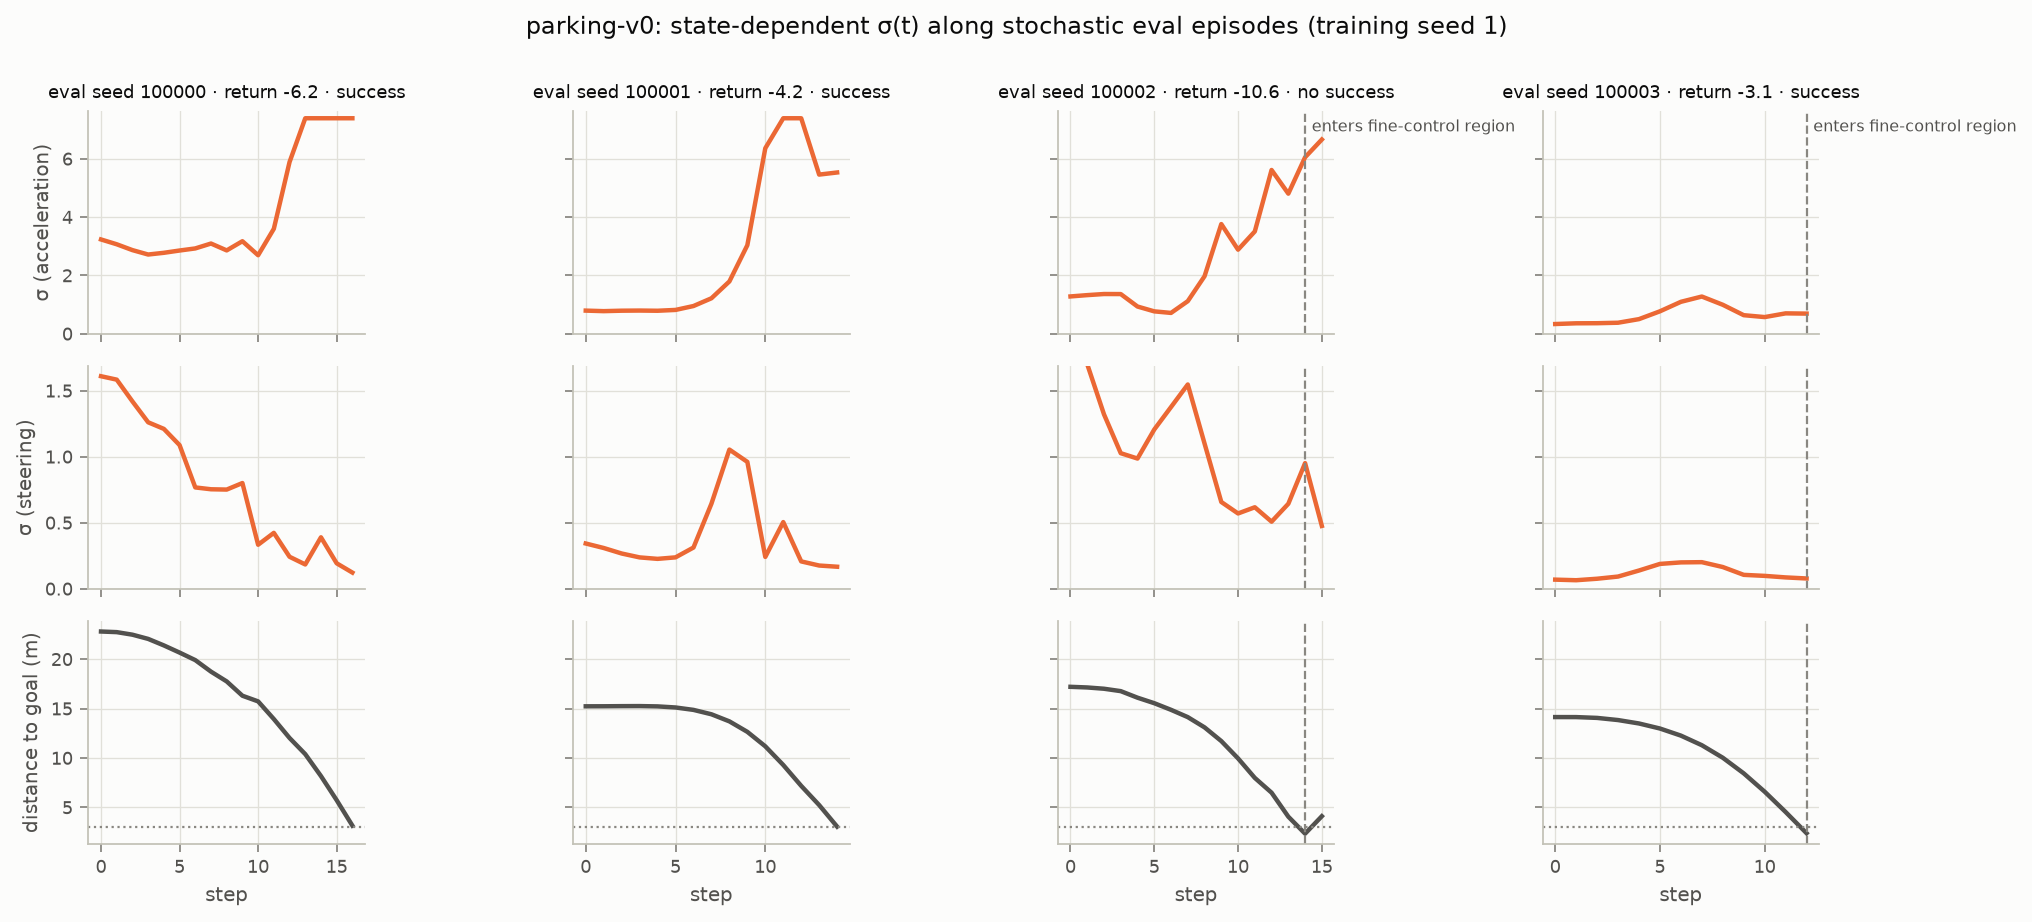 parking-v0: state-dependent σ(t) along stochastic eval episodes (training seed 1)
eval seed 100000 · return -6.2 · success
eval seed 100001 · return -4.2 · success
eval seed 100002 · return -10.6 · no success
eval seed 100003 · return -3.1 · success
enters fine-control region
enters fine-control region
σ (acceleration)
6
4
2
0
σ (steering)
1.5
1.0
0.5
0.0
distance to goal (m)
20
15
10
5
0 5 10 15
0 5 10
0 5 10 15
0 5 10
step
step
step
step